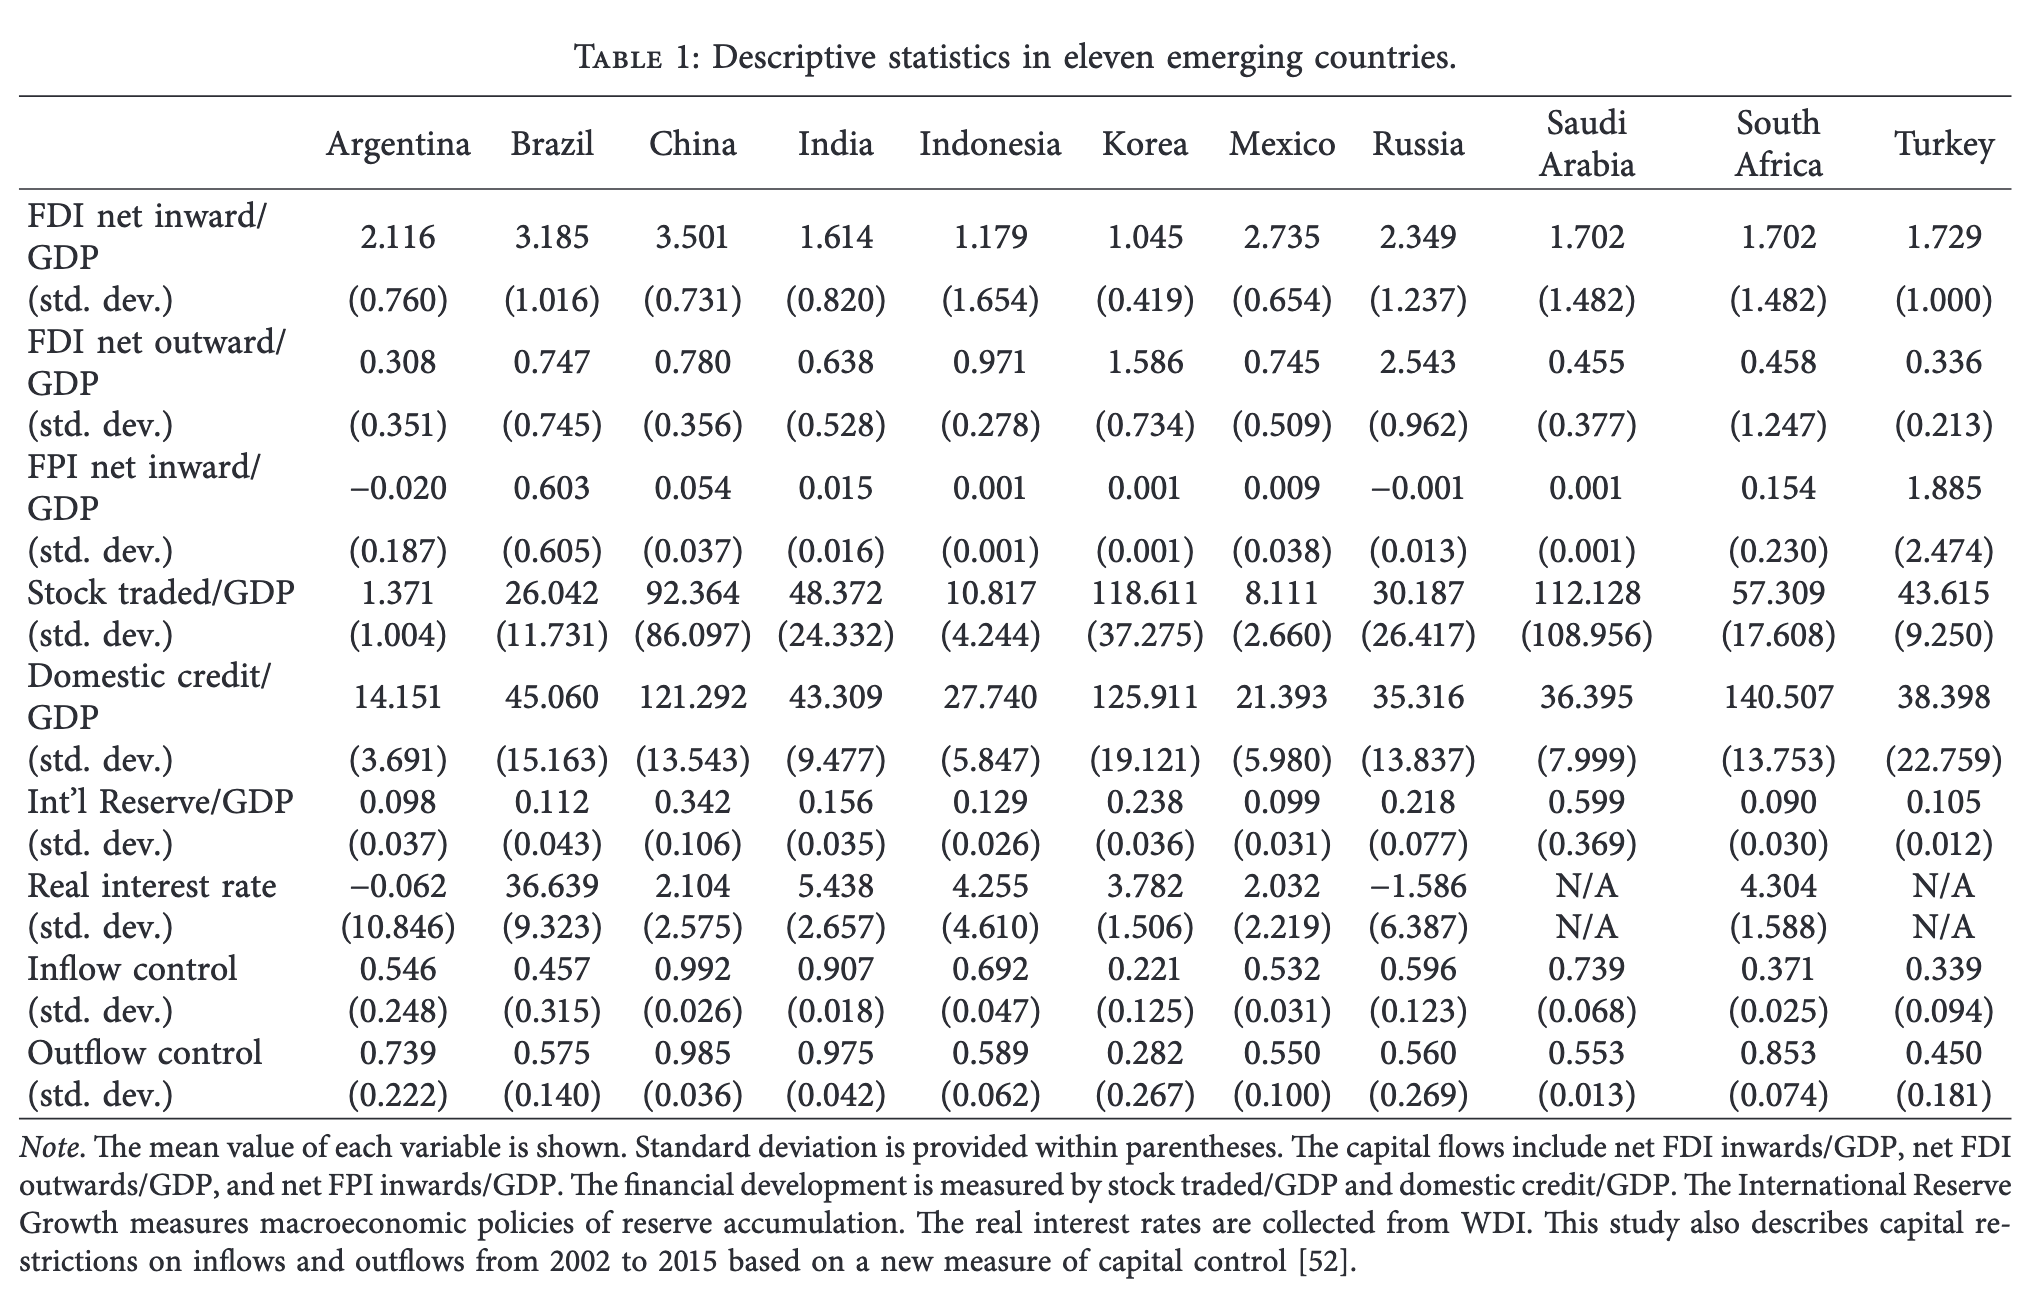 TABLE 1: Descriptive statistics in eleven emerging countries.
Argentina Brazil China India Indonesia Korea Mexico Russia Saudi Arabia South Africa Turkey
FDI net inward/
GDP 2.116 3.185 3.501 1.614 1.179 1.045 2.735 2.349 1.702 1.702 1.729
(std. dev.) (0.760) (1.016) (0.731) (0.820) (1.654) (0.419) (0.654) (1.237) (1.482) (1.482) (1.000)
FDI net outward/
GDP 0.308 0.747 0.780 0.638 0.971 1.586 0.745 2.543 0.455 0.458 0.336
(std. dev.) (0.351) (0.745) (0.356) (0.528) (0.278) (0.734) (0.509) (0.962) (0.377) (1.247) (0.213)
FPI net inward/
GDP −0.020 0.603 0.054 0.015 0.001 0.001 0.009 −0.001 0.001 0.154 1.885
(std. dev.) (0.187) (0.605) (0.037) (0.016) (0.001) (0.001) (0.038) (0.013) (0.001) (0.230) (2.474)
Stock traded/GDP 1.371 26.042 92.364 48.372 10.817 118.611 8.111 30.187 112.128 57.309 43.615
(std. dev.) (1.004) (11.731) (86.097) (24.332) (4.244) (37.275) (2.660) (26.417) (108.956) (17.608) (9.250)
Domestic credit/
GDP 14.151 45.060 121.292 43.309 27.740 125.911 21.393 35.316 36.395 140.507 38.398
(std. dev.) (3.691) (15.163) (13.543) (9.477) (5.847) (19.121) (5.980) (13.837) (7.999) (13.753) (22.759)
Int'l Reserve/GDP 0.098 0.112 0.342 0.156 0.129 0.238 0.099 0.218 0.599 0.090 0.105
(std. dev.) (0.037) (0.043) (0.106) (0.035) (0.026) (0.036) (0.031) (0.077) (0.369) (0.030) (0.012)
Real interest rate −0.062 36.639 2.104 5.438 4.255 3.782 2.032 −1.586 N/A 4.304 N/A
(std. dev.) (10.846) (9.323) (2.575) (2.657) (4.610) (1.506) (2.219) (6.387) N/A (1.588) N/A
Inflow control 0.546 0.457 0.992 0.907 0.692 0.221 0.532 0.596 0.739 0.371 0.339
(std. dev.) (0.248) (0.315) (0.026) (0.018) (0.047) (0.125) (0.031) (0.123) (0.068) (0.025) (0.094)
Outflow control 0.739 0.575 0.985 0.975 0.589 0.282 0.550 0.560 0.553 0.853 0.450
(std. dev.) (0.222) (0.140) (0.036) (0.042) (0.062) (0.267) (0.100) (0.269) (0.013) (0.074) (0.181)
Note. The mean value of each variable is shown. Standard deviation is provided within parentheses. The capital flows include net FDI inwards/GDP, net FDI
outwards/GDP, and net FPI inwards/GDP. The financial development is measured by stock traded/GDP and domestic credit/GDP. The International Reserve
Growth measures macroeconomic policies of reserve accumulation. The real interest rates are collected from WDI. This study also describes capital re-
strictions on inflows and outflows from 2002 to 2015 based on a new measure of capital control [52].